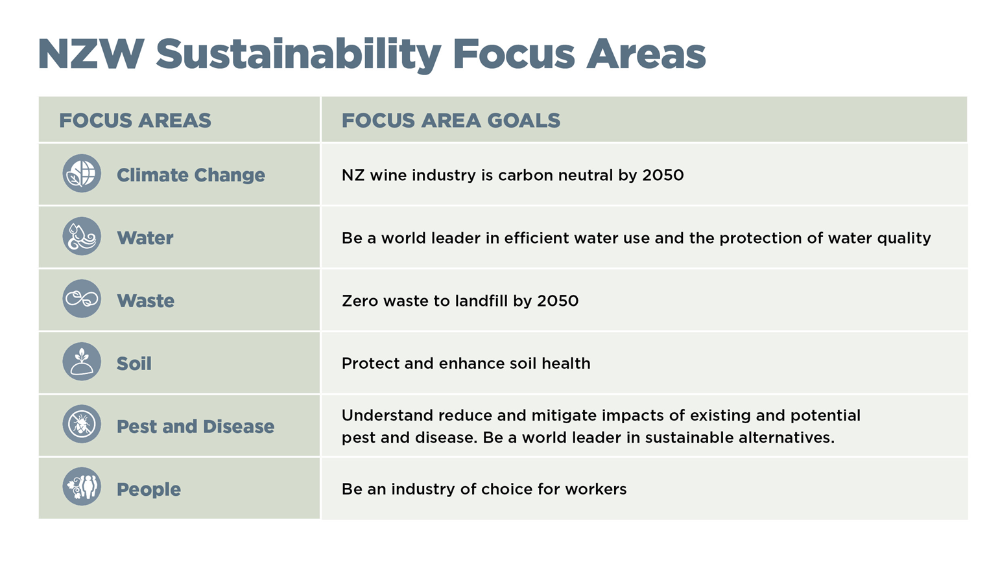 NZW Sustainability Focus Areas
FOCUS AREAS
FOCUS AREA GOALS
Climate Change
NZ wine industry is carbon neutral by 2050
Water
Be a world leader in efficient water use and the protection of water quality
Waste
Zero waste to landfill by 2050
Soil
Protect and enhance soil health
Pest and Disease
Understand reduce and mitigate impacts of existing and potential
pest and disease. Be a world leader in sustainable alternatives.
People
Be an industry of choice for workers